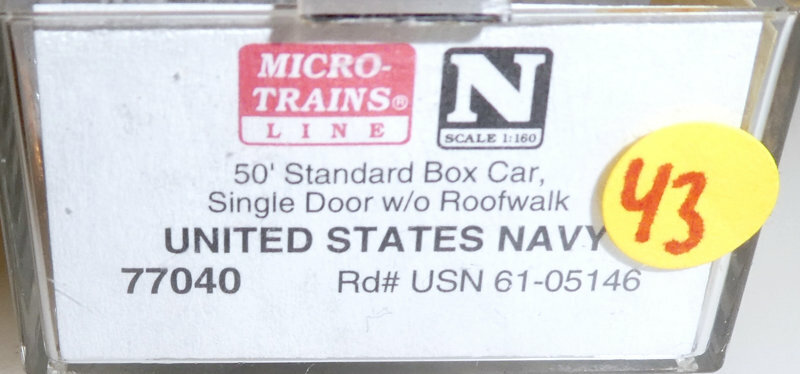 MICRO-
TRAINS®
LINE
N
SCALE 1:160
50' Standard Box Car,
Single Door w/o Roofwalk
UNITED STATES NAVY
77040 Rd# USN 61-05146
43